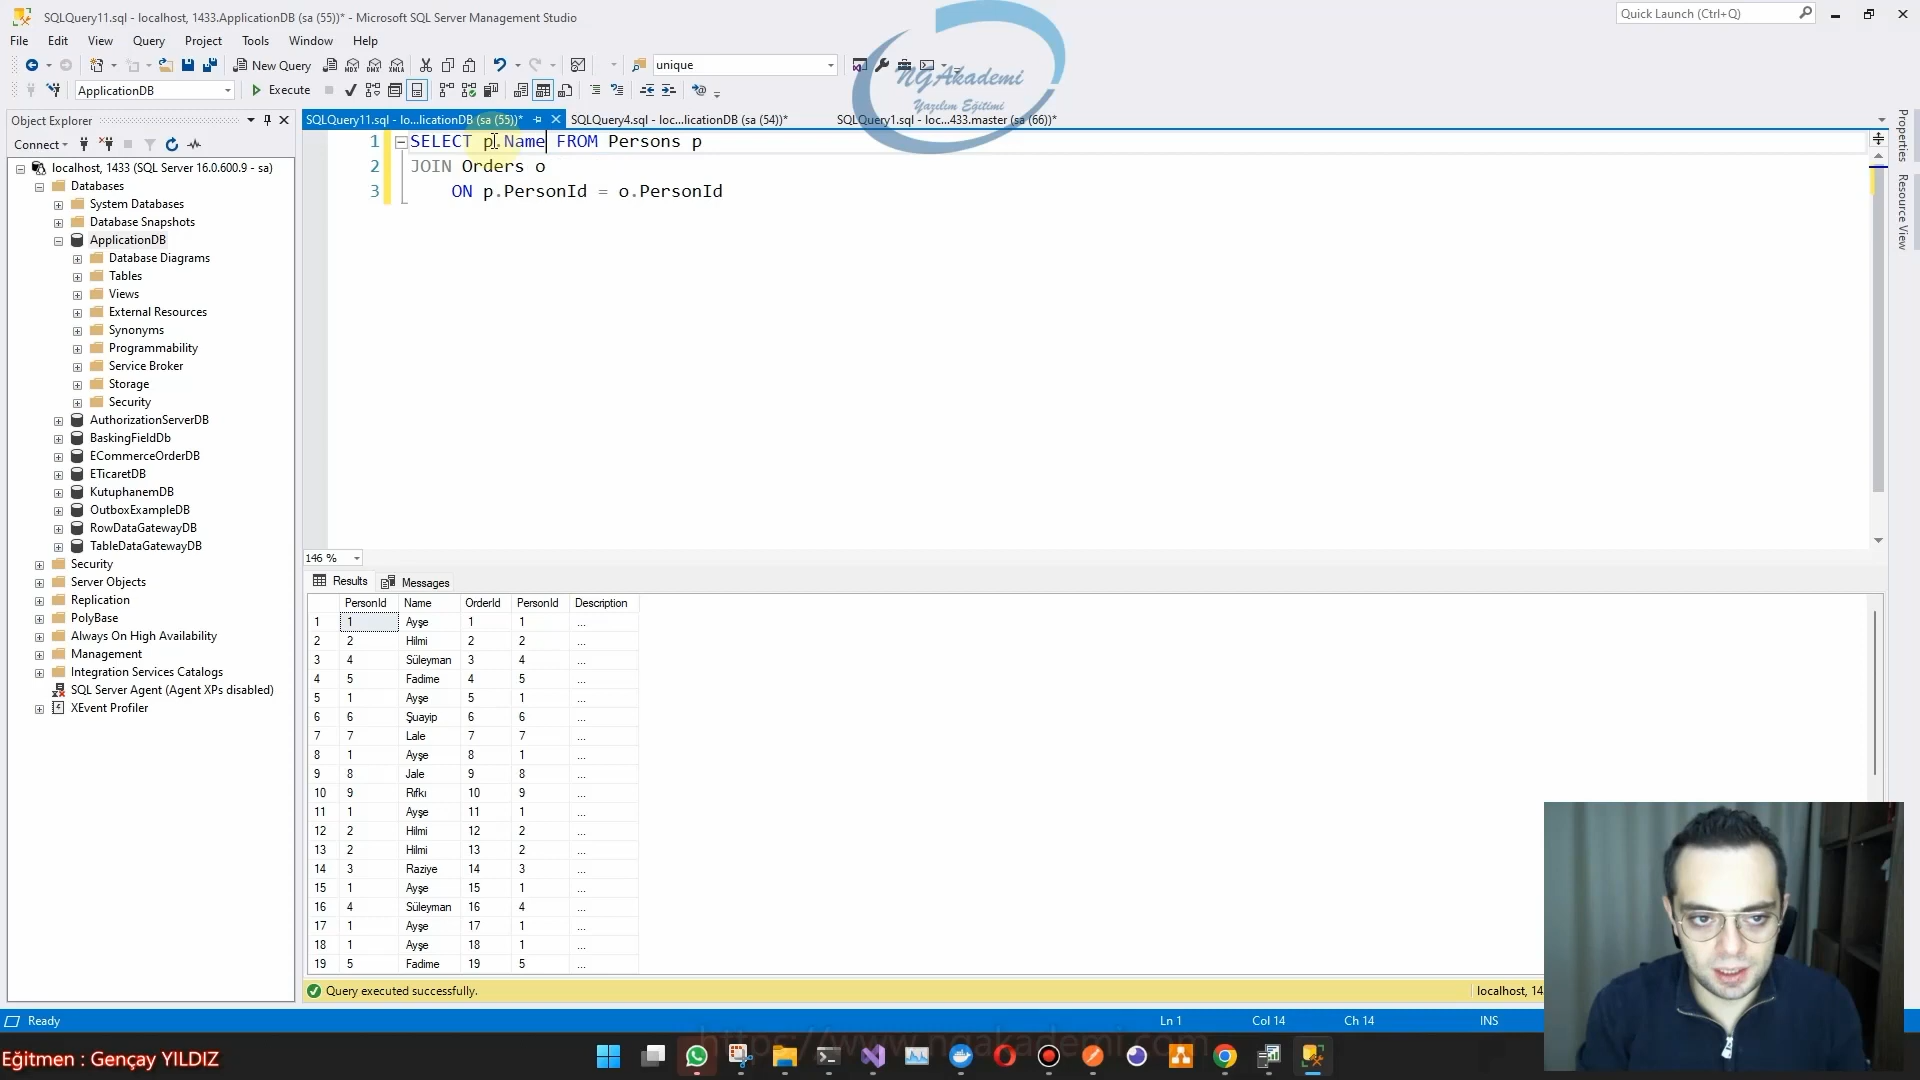 SQLQuery11.sql - localhost, 1433.ApplicationDB (sa (55))* - Microsoft SQL Server Management Studio
Quick Launch (Ctrl+Q)
File Edit View Query Project Tools Window Help
New Query
unique
ApplicationDB
Execute
NGAkademi
Yazılım Eğitimi
Object Explorer
SQLQuery11.sql - lo...licationDB (sa (55))*
SQLQuery4.sql - loc...licationDB (sa (54))*
SQLQuery1.sql - loc...433.master (sa (66))*
Connect
localhost, 1433 (SQL Server 16.0.600.9 - sa)
Databases
System Databases
Database Snapshots
ApplicationDB
Database Diagrams
Tables
Views
External Resources
Synonyms
Programmability
Service Broker
Storage
Security
AuthorizationServerDB
BaskingFieldDb
ECommerceOrderDB
ETicaretDB
KutuphanemDB
OutboxExampleDB
RowDataGatewayDB
TableDataGatewayDB
Security
Server Objects
Replication
PolyBase
Always On High Availability
Management
Integration Services Catalogs
SQL Server Agent (Agent XPs disabled)
XEvent Profiler
1 SELECT p.Name FROM Persons p
2 JOIN Orders o
3 ON p.PersonId = o.PersonId
Properties
Resource View
146 %
Results Messages
PersonId Name OrderId PersonId Description
1 1 Ayşe 1 1 ...
2 2 Hilmi 2 2 ...
3 4 Süleyman 3 4 ...
4 5 Fadime 4 5 ...
5 1 Ayşe 5 1 ...
6 6 Şuayip 6 6 ...
7 7 Lale 7 7 ...
8 1 Ayşe 8 1 ...
9 8 Jale 9 8 ...
10 9 Rıfkı 10 9 ...
11 1 Ayşe 11 1 ...
12 2 Hilmi 12 2 ...
13 2 Hilmi 13 2 ...
14 3 Raziye 14 3 ...
15 1 Ayşe 15 1 ...
16 4 Süleyman 16 4 ...
17 1 Ayşe 17 1 ...
18 1 Ayşe 18 1 ...
19 5 Fadime 19 5 ...
Query executed successfully.
localhost, 14
Ready
Ln 1 Col 14 Ch 14 INS
http://www.ngakademi.com
Eğitmen : Gençay YILDIZ